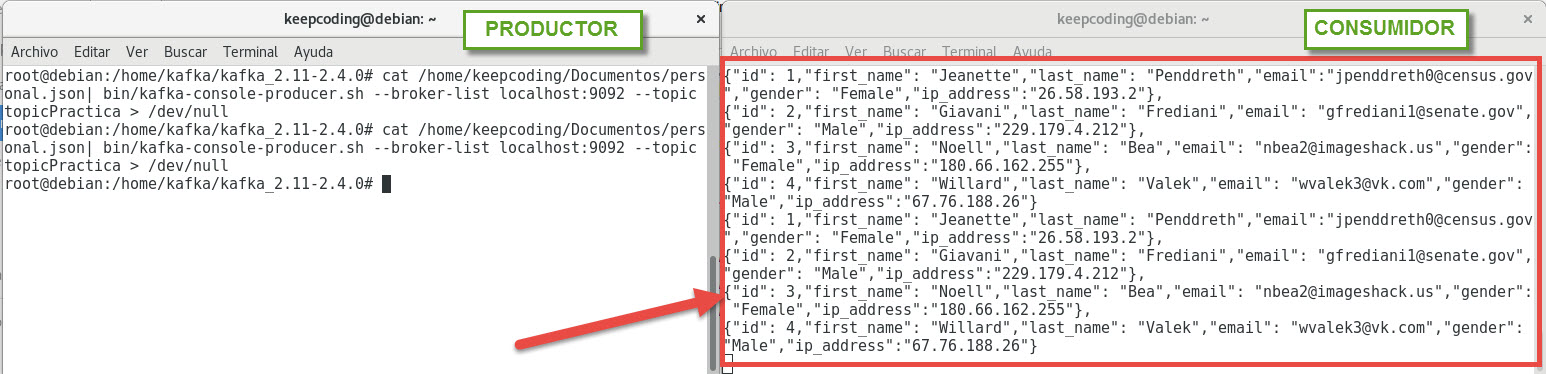 keepcoding@debian: ~
PRODUCTOR
×
Archivo Editar Ver Buscar Terminal Ayuda
root@debian:/home/kafka/kafka_2.11-2.4.0# cat /home/keepcoding/Documentos/pers
onal.json| bin/kafka-console-producer.sh --broker-list localhost:9092 --topic
topicPractica > /dev/null
root@debian:/home/kafka/kafka_2.11-2.4.0# cat /home/keepcoding/Documentos/pers
onal.json| bin/kafka-console-producer.sh --broker-list localhost:9092 --topic
topicPractica > /dev/null
root@debian:/home/kafka/kafka_2.11-2.4.0#
keepcoding@debian: ~
CONSUMIDOR
×
Archivo Editar Ver Buscar Terminal Ayuda
{"id": 1,"first_name": "Jeanette","last_name": "Penddreth","email":"jpenddreth0@census.gov
","gender": "Female","ip_address":"26.58.193.2"},
{"id": 2,"first_name": "Giavani","last_name": "Frediani","email": "gfrediani1@senate.gov",
"gender": "Male","ip_address":"229.179.4.212"},
{"id": 3,"first_name": "Noell","last_name": "Bea","email": "nbea2@imageshack.us","gender":
"Female","ip_address":"180.66.162.255"},
{"id": 4,"first_name": "Willard","last_name": "Valek","email": "wvalek3@vk.com","gender":
"Male","ip_address":"67.76.188.26"}
{"id": 1,"first_name": "Jeanette","last_name": "Penddreth","email":"jpenddreth0@census.gov
","gender": "Female","ip_address":"26.58.193.2"},
{"id": 2,"first_name": "Giavani","last_name": "Frediani","email": "gfrediani1@senate.gov",
"gender": "Male","ip_address":"229.179.4.212"},
{"id": 3,"first_name": "Noell","last_name": "Bea","email": "nbea2@imageshack.us","gender":
"Female","ip_address":"180.66.162.255"},
{"id": 4,"first_name": "Willard","last_name": "Valek","email": "wvalek3@vk.com","gender":
"Male","ip_address":"67.76.188.26"}